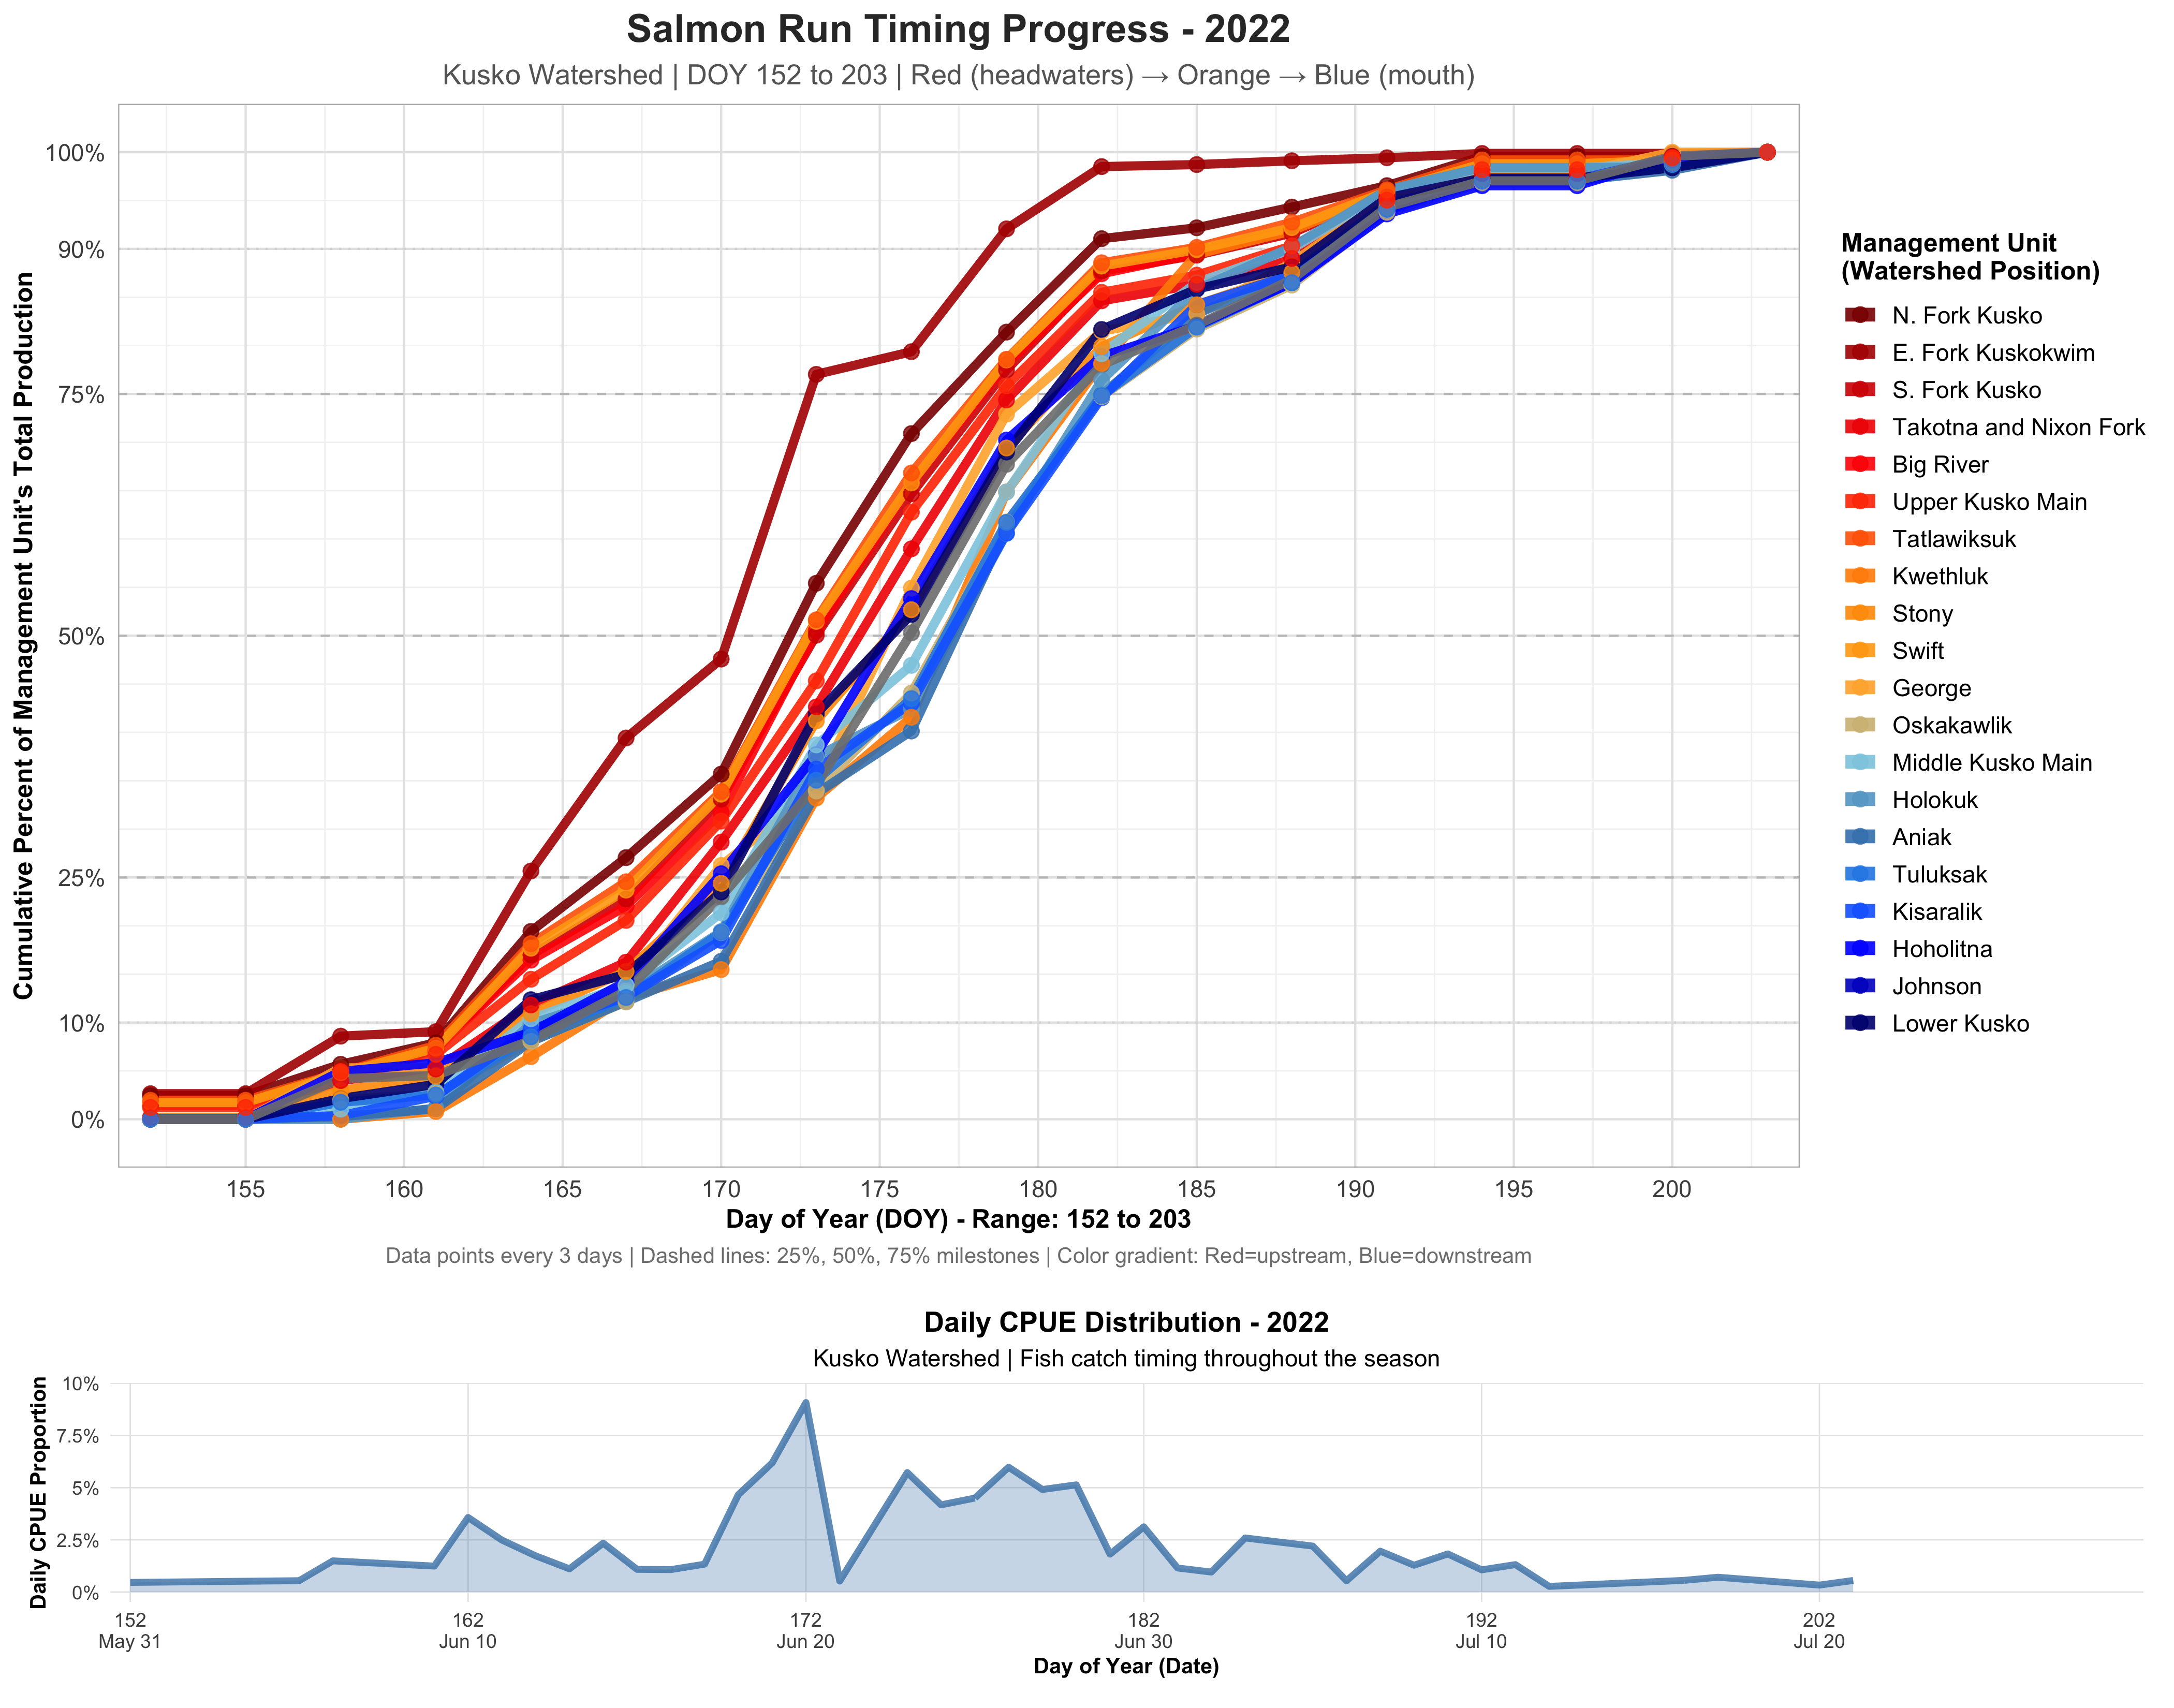 Salmon Run Timing Progress - 2022
Kusko Watershed | DOY 152 to 203 | Red (headwaters) → Orange → Blue (mouth)
Cumulative Percent of Management Unit's Total Production
100%
90%
75%
50%
25%
10%
0%
155 160 165 170 175 180 185 190 195 200
Day of Year (DOY) - Range: 152 to 203
Data points every 3 days | Dashed lines: 25%, 50%, 75% milestones | Color gradient: Red=upstream, Blue=downstream
Management Unit
(Watershed Position)
N. Fork Kusko
E. Fork Kuskokwim
S. Fork Kusko
Takotna and Nixon Fork
Big River
Upper Kusko Main
Tatlawiksuk
Kwethluk
Stony
Swift
George
Oskakawlik
Middle Kusko Main
Holokuk
Aniak
Tuluksak
Kisaralik
Hoholitna
Johnson
Lower Kusko
Daily CPUE Distribution - 2022
Kusko Watershed | Fish catch timing throughout the season
Daily CPUE Proportion
10%
7.5%
5%
2.5%
0%
152 162 172 182 192 202
May 31 Jun 10 Jun 20 Jun 30 Jul 10 Jul 20
Day of Year (Date)